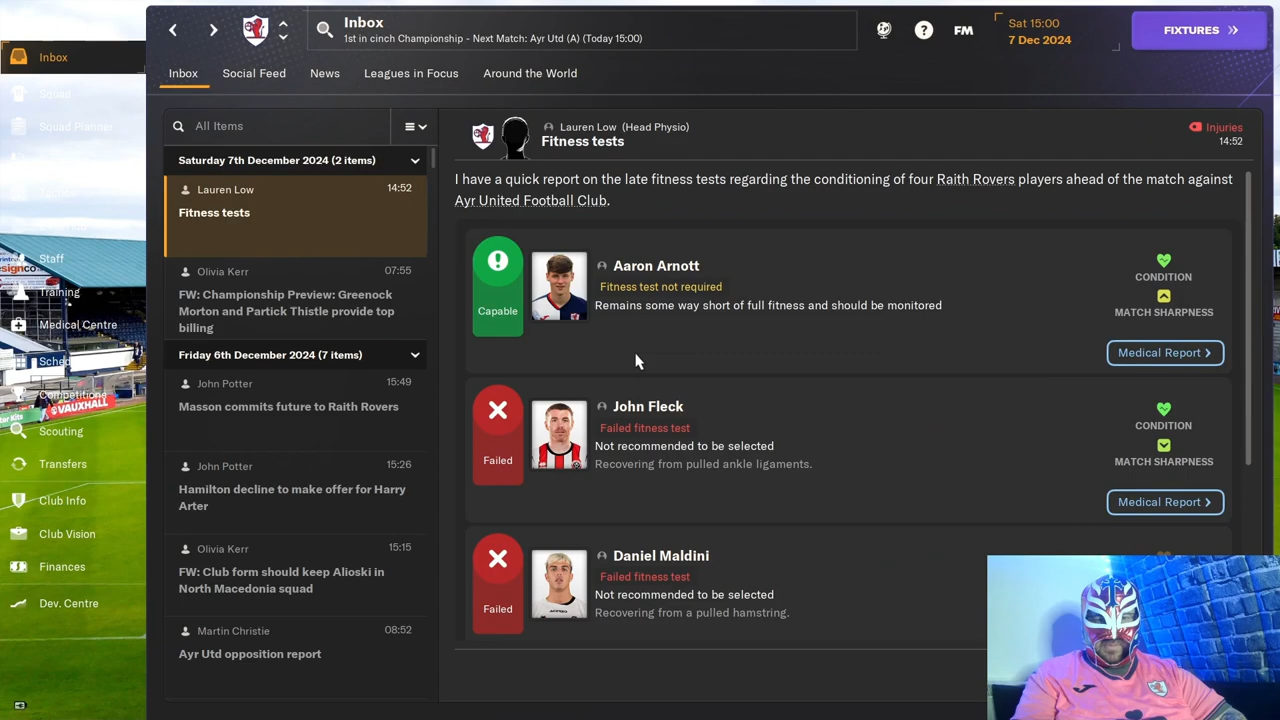 Inbox
1st in cinch Championship - Next Match: Ayr Utd (A) (Today 15:00)
FM
Sat 15:00
7 Dec 2024
FIXTURES
Inbox
Social Feed
News
Leagues in Focus
Around the World
Inbox
Squad
Squad Planner
Staff
Training
Medical Centre
Sched
Competitions
Scouting
Transfers
Club Info
Club Vision
Finances
Dev. Centre
VAUXHALL
All Items
Saturday 7th December 2024 (2 items)
Lauren Low 14:52
Fitness tests
Olivia Kerr 07:55
FW: Championship Preview: Greenock
Morton and Partick Thistle provide top
billing
Friday 6th December 2024 (7 items)
John Potter 15:49
Masson commits future to Raith Rovers
John Potter 15:26
Hamilton decline to make offer for Harry
Arter
Olivia Kerr 15:15
FW: Club form should keep Alioski in
North Macedonia squad
Martin Christie 08:52
Ayr Utd opposition report
Lauren Low (Head Physio)
Fitness tests
Injuries
14:52
I have a quick report on the late fitness tests regarding the conditioning of four Raith Rovers players ahead of the match against
Ayr United Football Club.
Capable
Aaron Arnott
Fitness test not required
Remains some way short of full fitness and should be monitored
CONDITION
MATCH SHARPNESS
Medical Report
Failed
John Fleck
Failed fitness test
Not recommended to be selected
Recovering from pulled ankle ligaments.
CONDITION
MATCH SHARPNESS
Medical Report
Failed
Daniel Maldini
Failed fitness test
Not recommended to be selected
Recovering from a pulled hamstring.